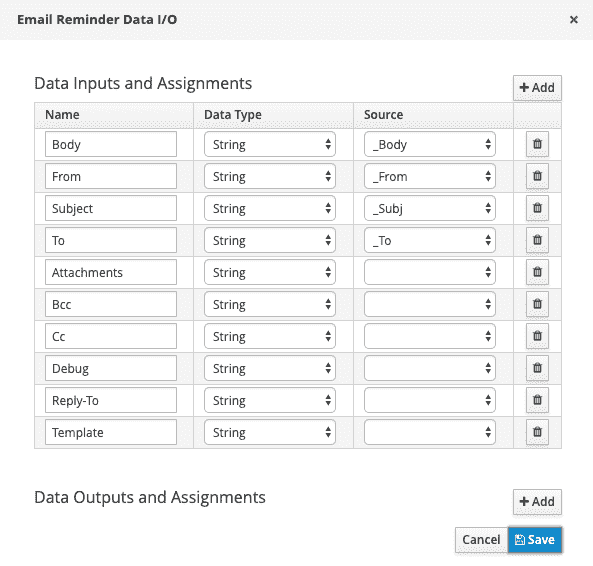 Email Reminder Data I/O ×
Data Inputs and Assignments
+ Add
Name Data Type Source
Body String _Body
From String _From
Subject String _Subj
To String _To
Attachments String
Bcc String
Cc String
Debug String
Reply-To String
Template String
Data Outputs and Assignments
+ Add
Cancel Save